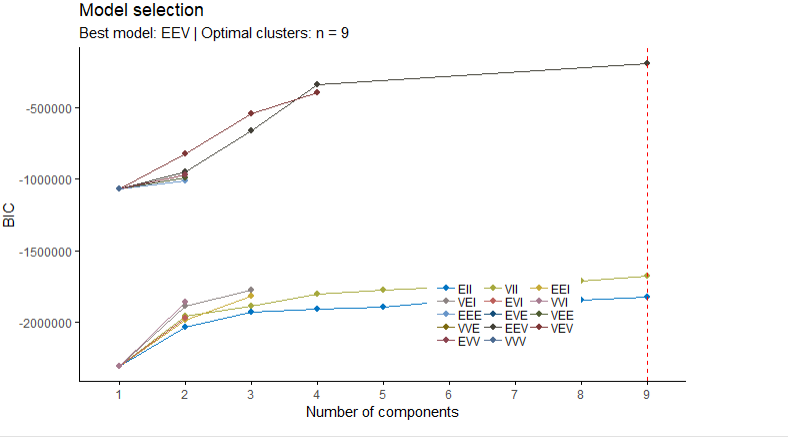 Model selection
Best model: EEV | Optimal clusters: n = 9
BIC
-500000
-1000000
-1500000
-2000000
EII VII EEI
VEI EVI VVI
EEE EVE VEE
VVE EEV VEV
EVV VVV
1 2 3 4 5 6 7 8 9
Number of components